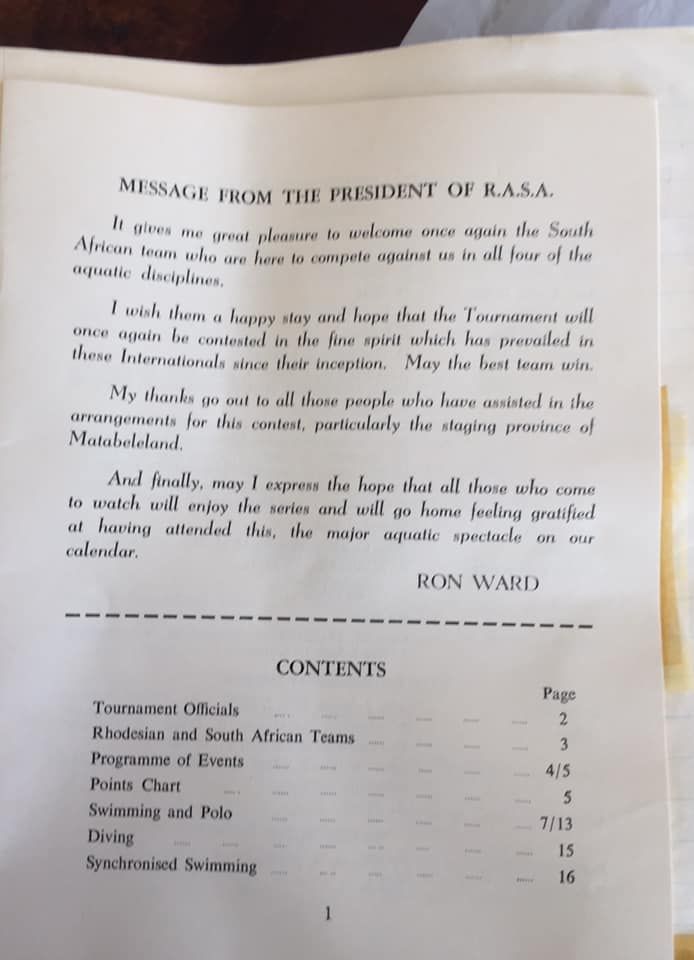 MESSAGE FROM THE PRESIDENT OF R.A.S.A.
It gives me great pleasure to welcome once again the South
African team who are here to compete against us in all four of the
aquatic disciplines.
I wish them a happy stay and hope that the Tournament will
once again be contested in the fine spirit which has prevailed in
these Internationals since their inception. May the best team win.
My thanks go out to all those people who have assisted in the
arrangements for this contest, particularly the staging province of
Matabeleland.
And finally, may I express the hope that all those who come
to watch will enjoy the series and will go home feeling gratified
at having attended this, the major aquatic spectacle on our
calendar.
RON WARD
CONTENTS
Page
Tournament Officials .... .... .... .... .... .... 2
Rhodesian and South African Teams .... .... .... .... 3
Programme of Events .... .... .... .... .... .... 4/5
Points Chart .... .... .... .... .... .... .... 5
Swimming and Polo .... .... .... .... .... .... 7/13
Diving .... .... .... .... .... .... .... .... 15
Synchronised Swimming .... .... .... .... .... .... 16
1